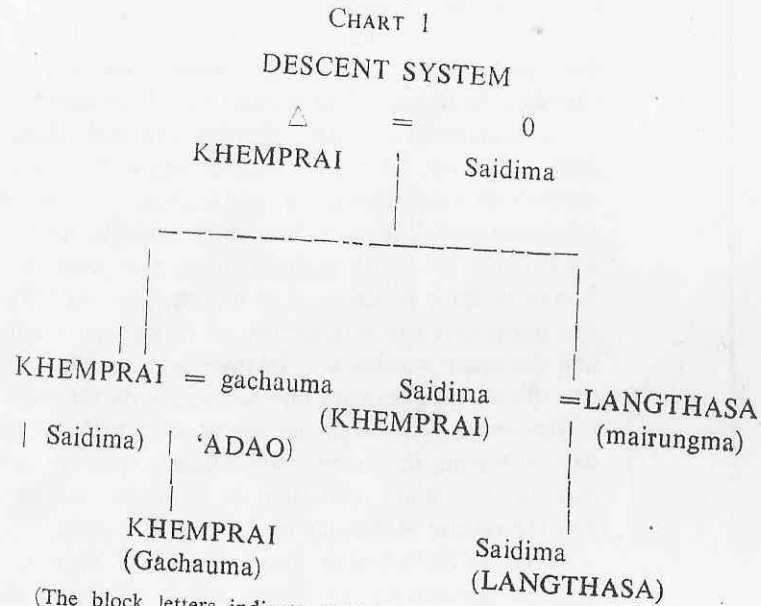 CHART 1
DESCENT SYSTEM
△ = 0
KHEMPRAI Saidima
KHEMPRAI = gachauma Saidima =LANGTHASA
(KHEMPRAI) (mairungma)
| Saidima) 'ADAO)
KHEMPRAI Saidima
(Gachauma) (LANGTHASA)
(The block letters indicate